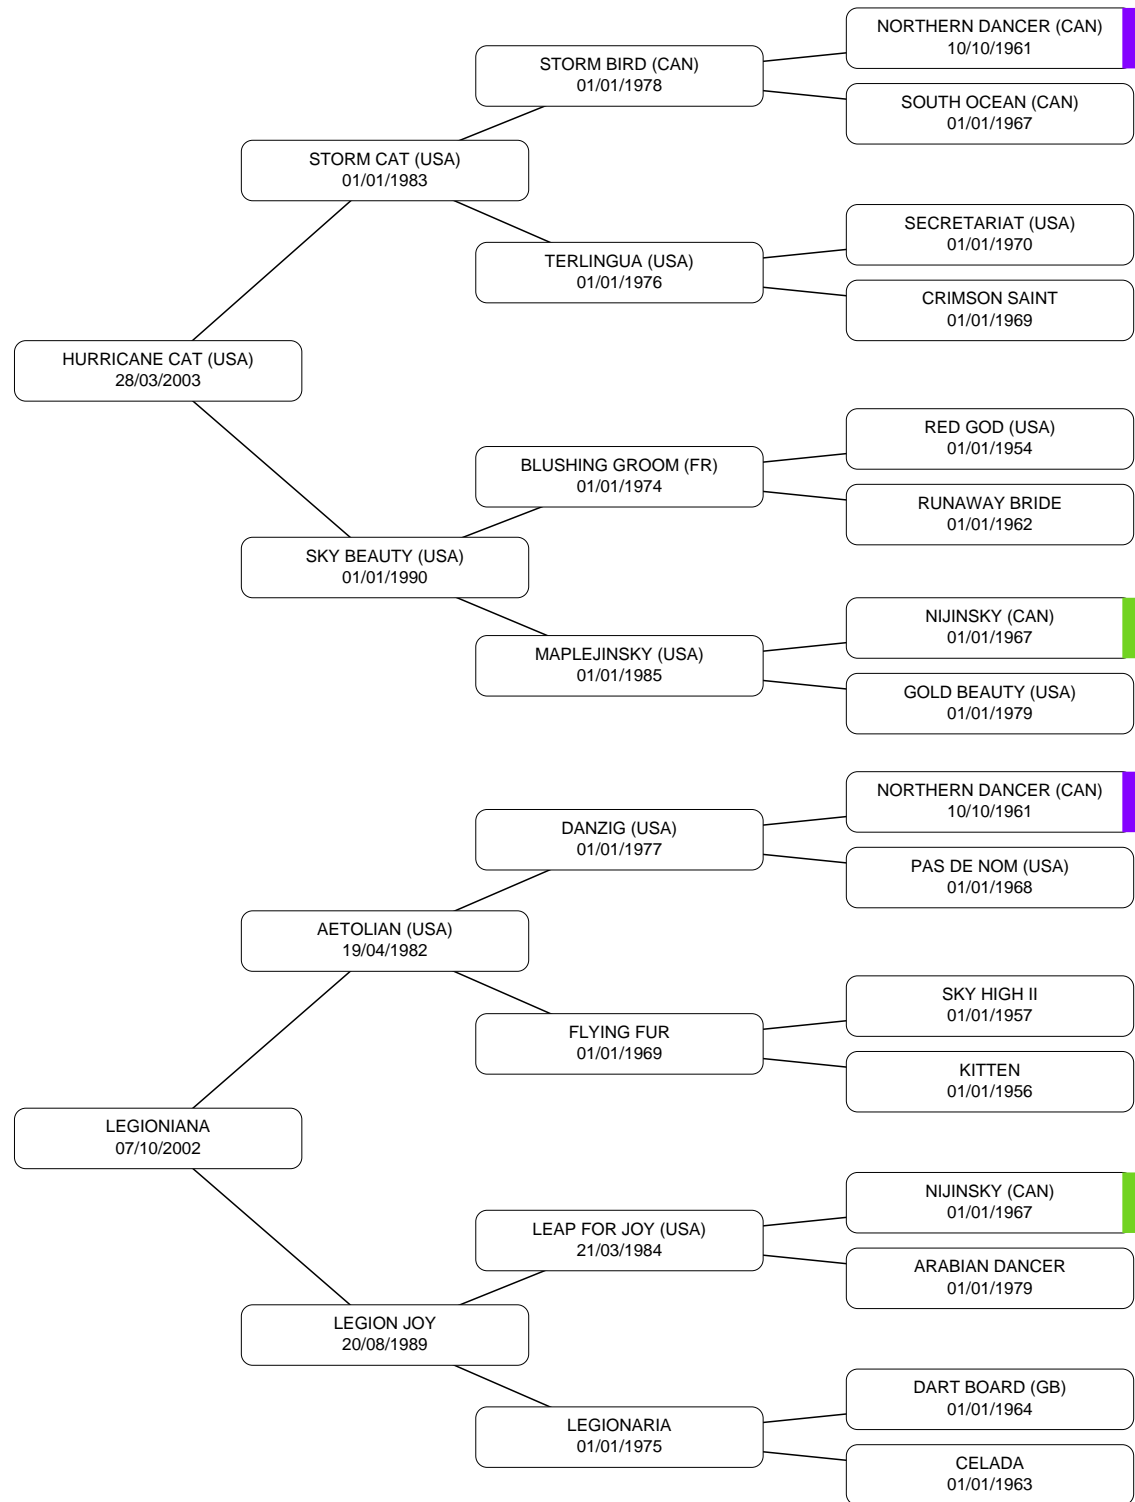 NORTHERN DANCER (CAN)
10/10/1961
STORM BIRD (CAN)
01/01/1978
SOUTH OCEAN (CAN)
01/01/1967
STORM CAT (USA)
01/01/1983
SECRETARIAT (USA)
01/01/1970
TERLINGUA (USA)
01/01/1976
CRIMSON SAINT
01/01/1969
HURRICANE CAT (USA)
28/03/2003
RED GOD (USA)
01/01/1954
BLUSHING GROOM (FR)
01/01/1974
RUNAWAY BRIDE
01/01/1962
SKY BEAUTY (USA)
01/01/1990
NIJINSKY (CAN)
01/01/1967
MAPLEJINSKY (USA)
01/01/1985
GOLD BEAUTY (USA)
01/01/1979
NORTHERN DANCER (CAN)
10/10/1961
DANZIG (USA)
01/01/1977
PAS DE NOM (USA)
01/01/1968
AETOLIAN (USA)
19/04/1982
SKY HIGH II
01/01/1957
FLYING FUR
01/01/1969
KITTEN
01/01/1956
LEGIONIANA
07/10/2002
NIJINSKY (CAN)
01/01/1967
LEAP FOR JOY (USA)
21/03/1984
ARABIAN DANCER
01/01/1979
LEGION JOY
20/08/1989
DART BOARD (GB)
01/01/1964
LEGIONARIA
01/01/1975
CELADA
01/01/1963